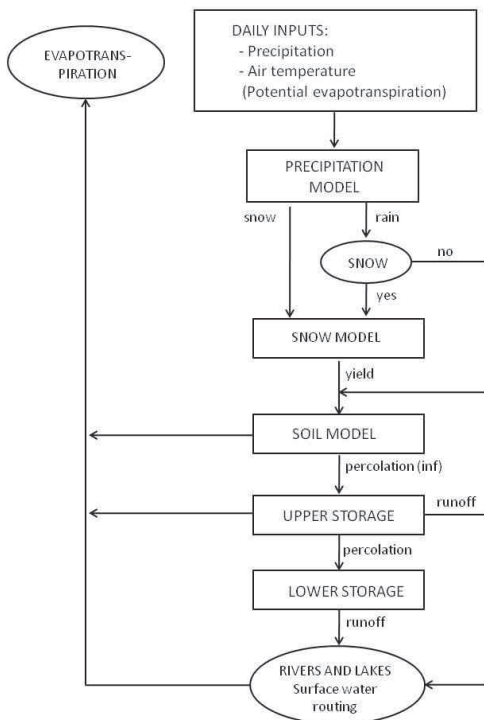 EVAPOTRANS-
PIRATION
DAILY INPUTS:
- Precipitation
- Air temperature
(Potential evapotranspiration)
PRECIPITATION
MODEL
snow
rain
SNOW
no
yes
SNOW MODEL
yield
SOIL MODEL
percolation (inf)
UPPER STORAGE
runoff
percolation
LOWER STORAGE
runoff
RIVERS AND LAKES
Surface water
routing